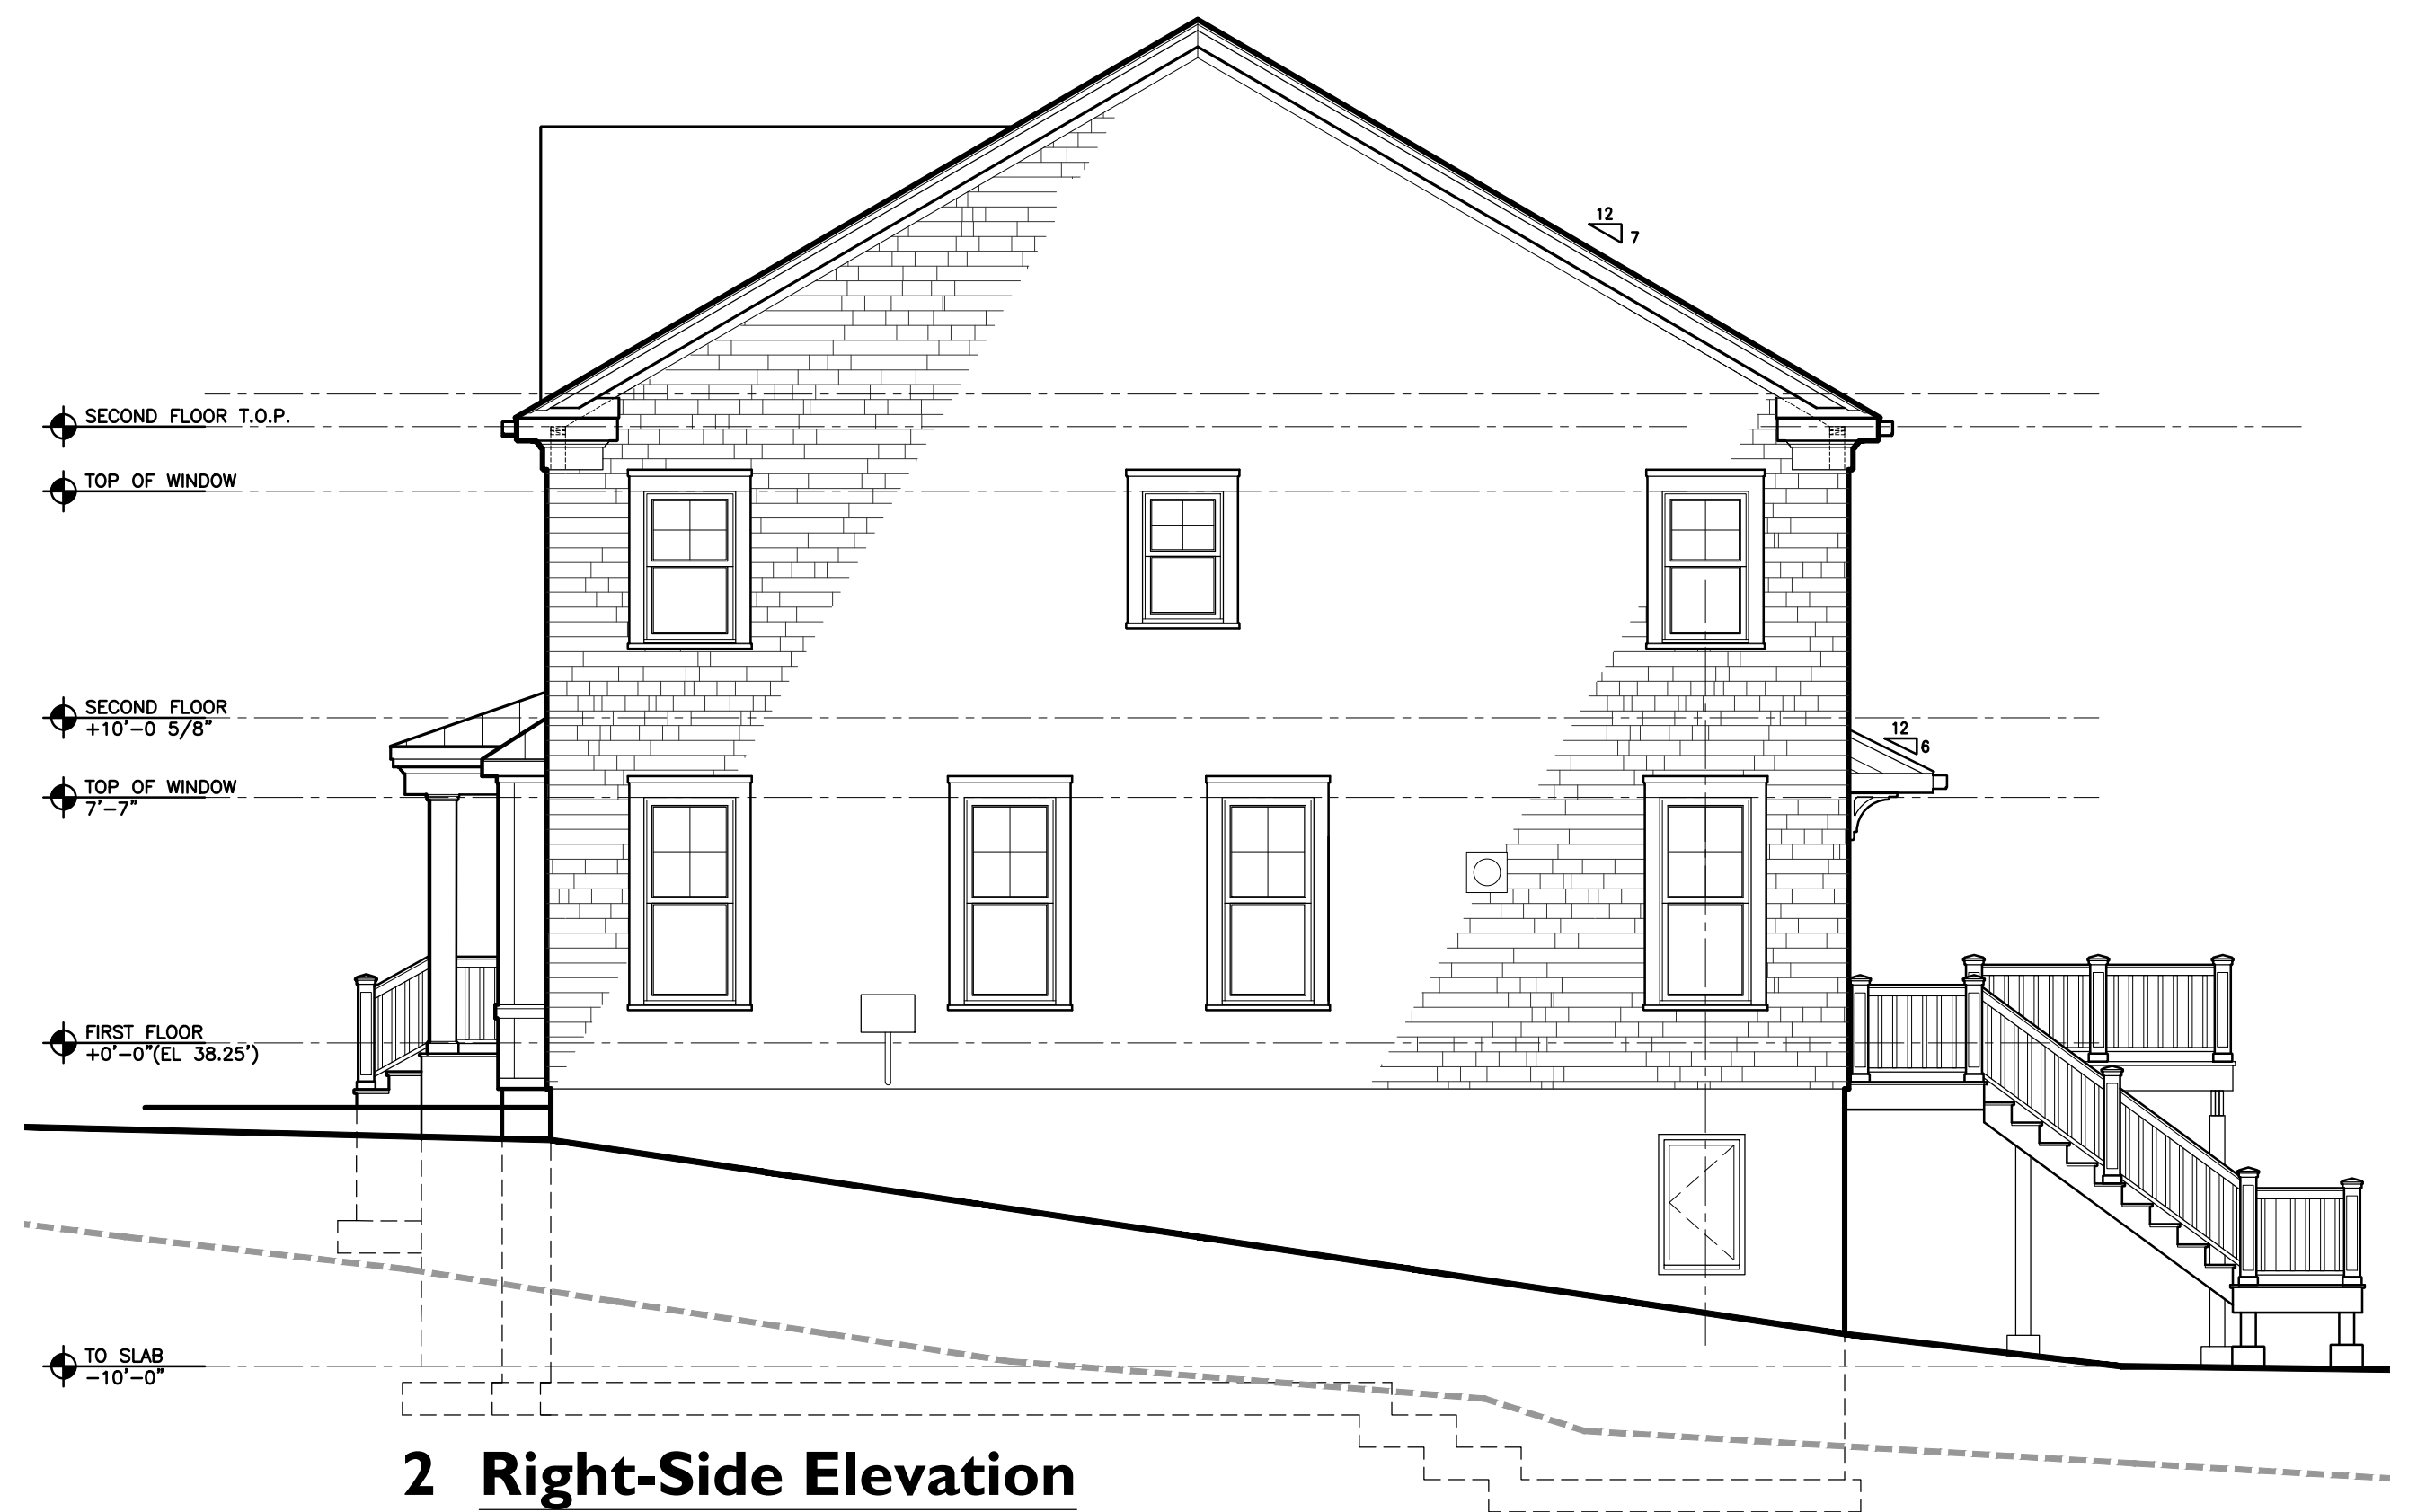 12
7
SECOND FLOOR T.O.P.
TOP OF WINDOW
SECOND FLOOR
+10'-0 5/8"
12
6
TOP OF WINDOW
7'-7"
FIRST FLOOR
+0'-0"(EL 38.25')
TO SLAB
-10'-0"
2 Right-Side Elevation